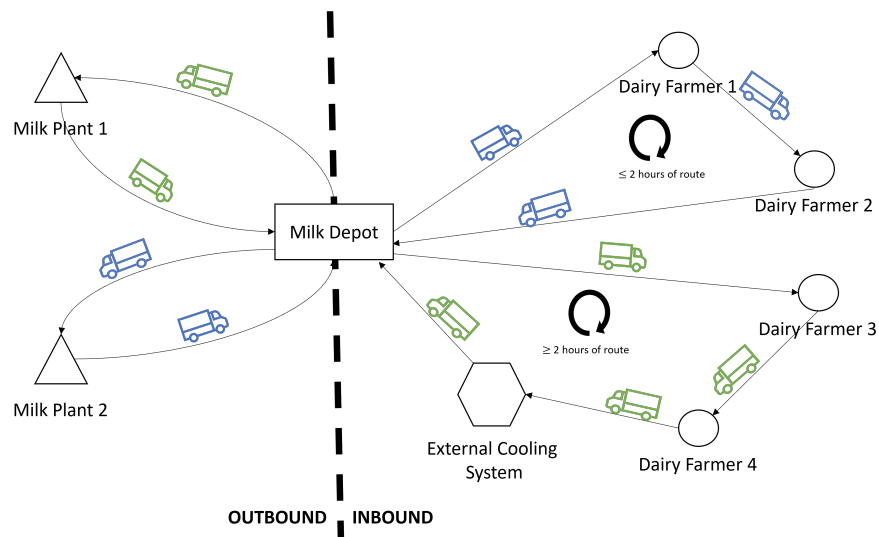 Milk Plant 1
Dairy Farmer 1
≤ 2 hours of route
Dairy Farmer 2
Milk Depot
Dairy Farmer 3
≥ 2 hours of route
Milk Plant 2
External Cooling
System
Dairy Farmer 4
OUTBOUND
INBOUND